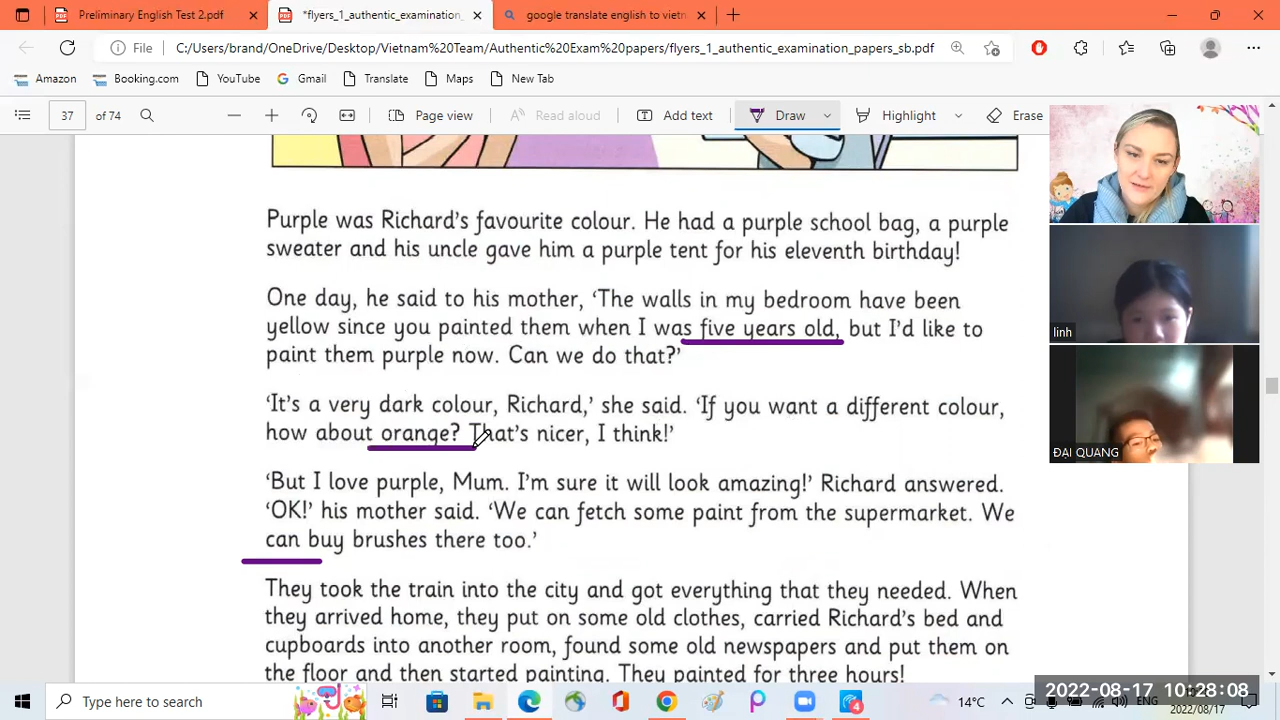 Preliminary English Test 2.pdf
*flyers_1_authentic_examination_
google translate english to vietn
File
C:/Users/brand/OneDrive/Desktop/Vietnam%20Team/Authentic%20Exam%20papers/flyers_1_authentic_examination_papers_sb.pdf
Amazon
Booking.com
YouTube
Gmail
Translate
Maps
New Tab
37 of 74
Page view
Read aloud
Add text
Draw
Highlight
Erase
Purple was Richard's favourite colour. He had a purple school bag, a purple
sweater and his uncle gave him a purple tent for his eleventh birthday!
One day, he said to his mother, 'The walls in my bedroom have been
yellow since you painted them when I was five years old, but I'd like to
paint them purple now. Can we do that?'
'It's a very dark colour, Richard,' she said. 'If you want a different colour,
how about orange? That's nicer, I think!'
'But I love purple, Mum. I'm sure it will look amazing!' Richard answered.
'OK!' his mother said. 'We can fetch some paint from the supermarket. We
can buy brushes there too.'
They took the train into the city and got everything that they needed. When
they arrived home, they put on some old clothes, carried Richard's bed and
cupboards into another room, found some old newspapers and put them on
the floor and then started painting. They painted for three hours!
linh
ĐẠI QUANG
Type here to search
4
14°C
ENG
2022-08-17 10:28:08
2022/08/17